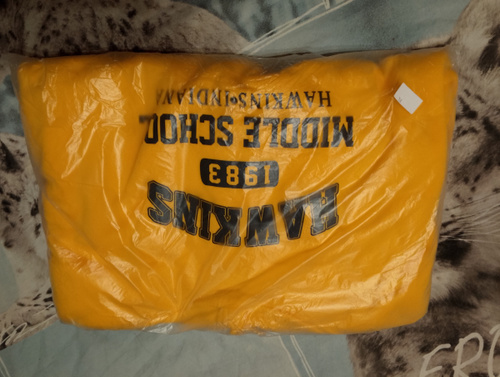 HAWKINS
1983
MIDDLE SCHOOL
HAWKINS•INDIANA